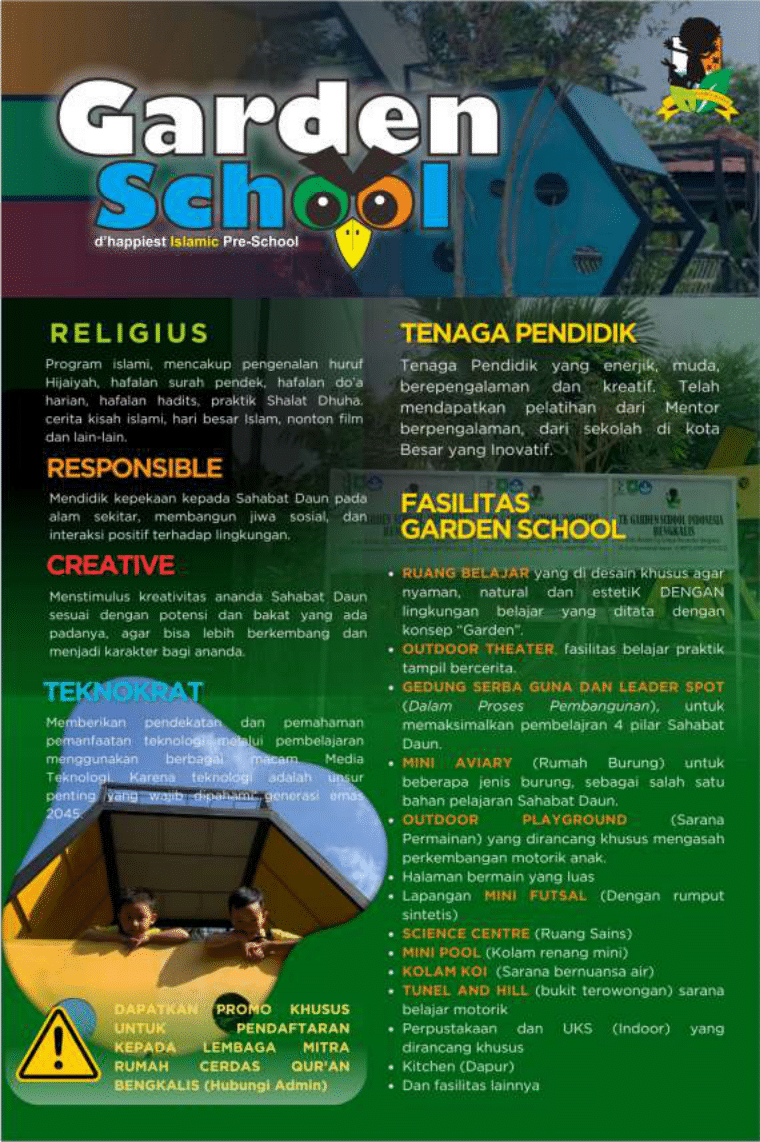 Garden
School
d'happiest Islamic Pre-School
RELIGIUS
Program islami, mencakup pengenalan huruf
Hijaiyah, hafalan surah pendek, hafalan do'a
harian, hafalan hadits, praktik Shalat Dhuha.
cerita kisah islami, hari besar Islam, nonton film
dan lain-lain.
RESPONSIBLE
Mendidik kepekaan kepada Sahabat Daun pada
alam sekitar, membangun jiwa sosial, dan
interaksi positif terhadap lingkungan.
CREATIVE
Menstimulus kreativitas ananda Sahabat Daun
sesuai dengan potensi dan bakat yang ada
padanya, agar bisa lebih berkembang dan
menjadi karakter bagi ananda.
TEKNOKRAT
Memberikan pendekatan dan pemahaman
pemanfaatan teknologi melalui pembelajaran
menggunakan berbagai macam Media
Teknologi. Karena teknologi adalah unsur
penting yang wajib dipahami generasi emas
2045.
DAPATKAN PROMO KHUSUS
UNTUK PENDAFTARAN
KEPADA LEMBAGA MITRA
RUMAH CERDAS QUR'AN
BENGKALIS (Hubungi Admin)
TENAGA PENDIDIK
Tenaga Pendidik yang enerjik, muda,
berepengalaman dan kreatif. Telah
mendapatkan pelatihan dari Mentor
berpengalaman, dari sekolah di kota
Besar yang Inovatif.
TK GARDEN SCHOOL INDONESIA
BENGKALIS
FASILITAS
GARDEN SCHOOL
• RUANG BELAJAR yang di desain khusus agar
nyaman, natural dan estetiK DENGAN
lingkungan belajar yang ditata dengan
konsep "Garden".
• OUTDOOR THEATER, fasilitas belajar praktik
tampil bercerita.
• GEDUNG SERBA GUNA DAN LEADER SPOT
(Dalam Proses Pembangunan), untuk
memaksimalkan pembelajran 4 pilar Sahabat
Daun.
• MINI AVIARY (Rumah Burung) untuk
beberapa jenis burung, sebagai salah satu
bahan pelajaran Sahabat Daun.
• OUTDOOR PLAYGROUND (Sarana
Permainan) yang dirancang khusus mengasah
perkembangan motorik anak.
• Halaman bermain yang luas
• Lapangan MINI FUTSAL (Dengan rumput
sintetis)
• SCIENCE CENTRE (Ruang Sains)
• MINI POOL (Kolam renang mini)
• KOLAM KOI (Sarana bernuansa air)
• TUNEL AND HILL (bukit terowongan) sarana
belajar motorik
• Perpustakaan dan UKS (Indoor) yang
dirancang khusus
• Kitchen (Dapur)
• Dan fasilitas lainnya